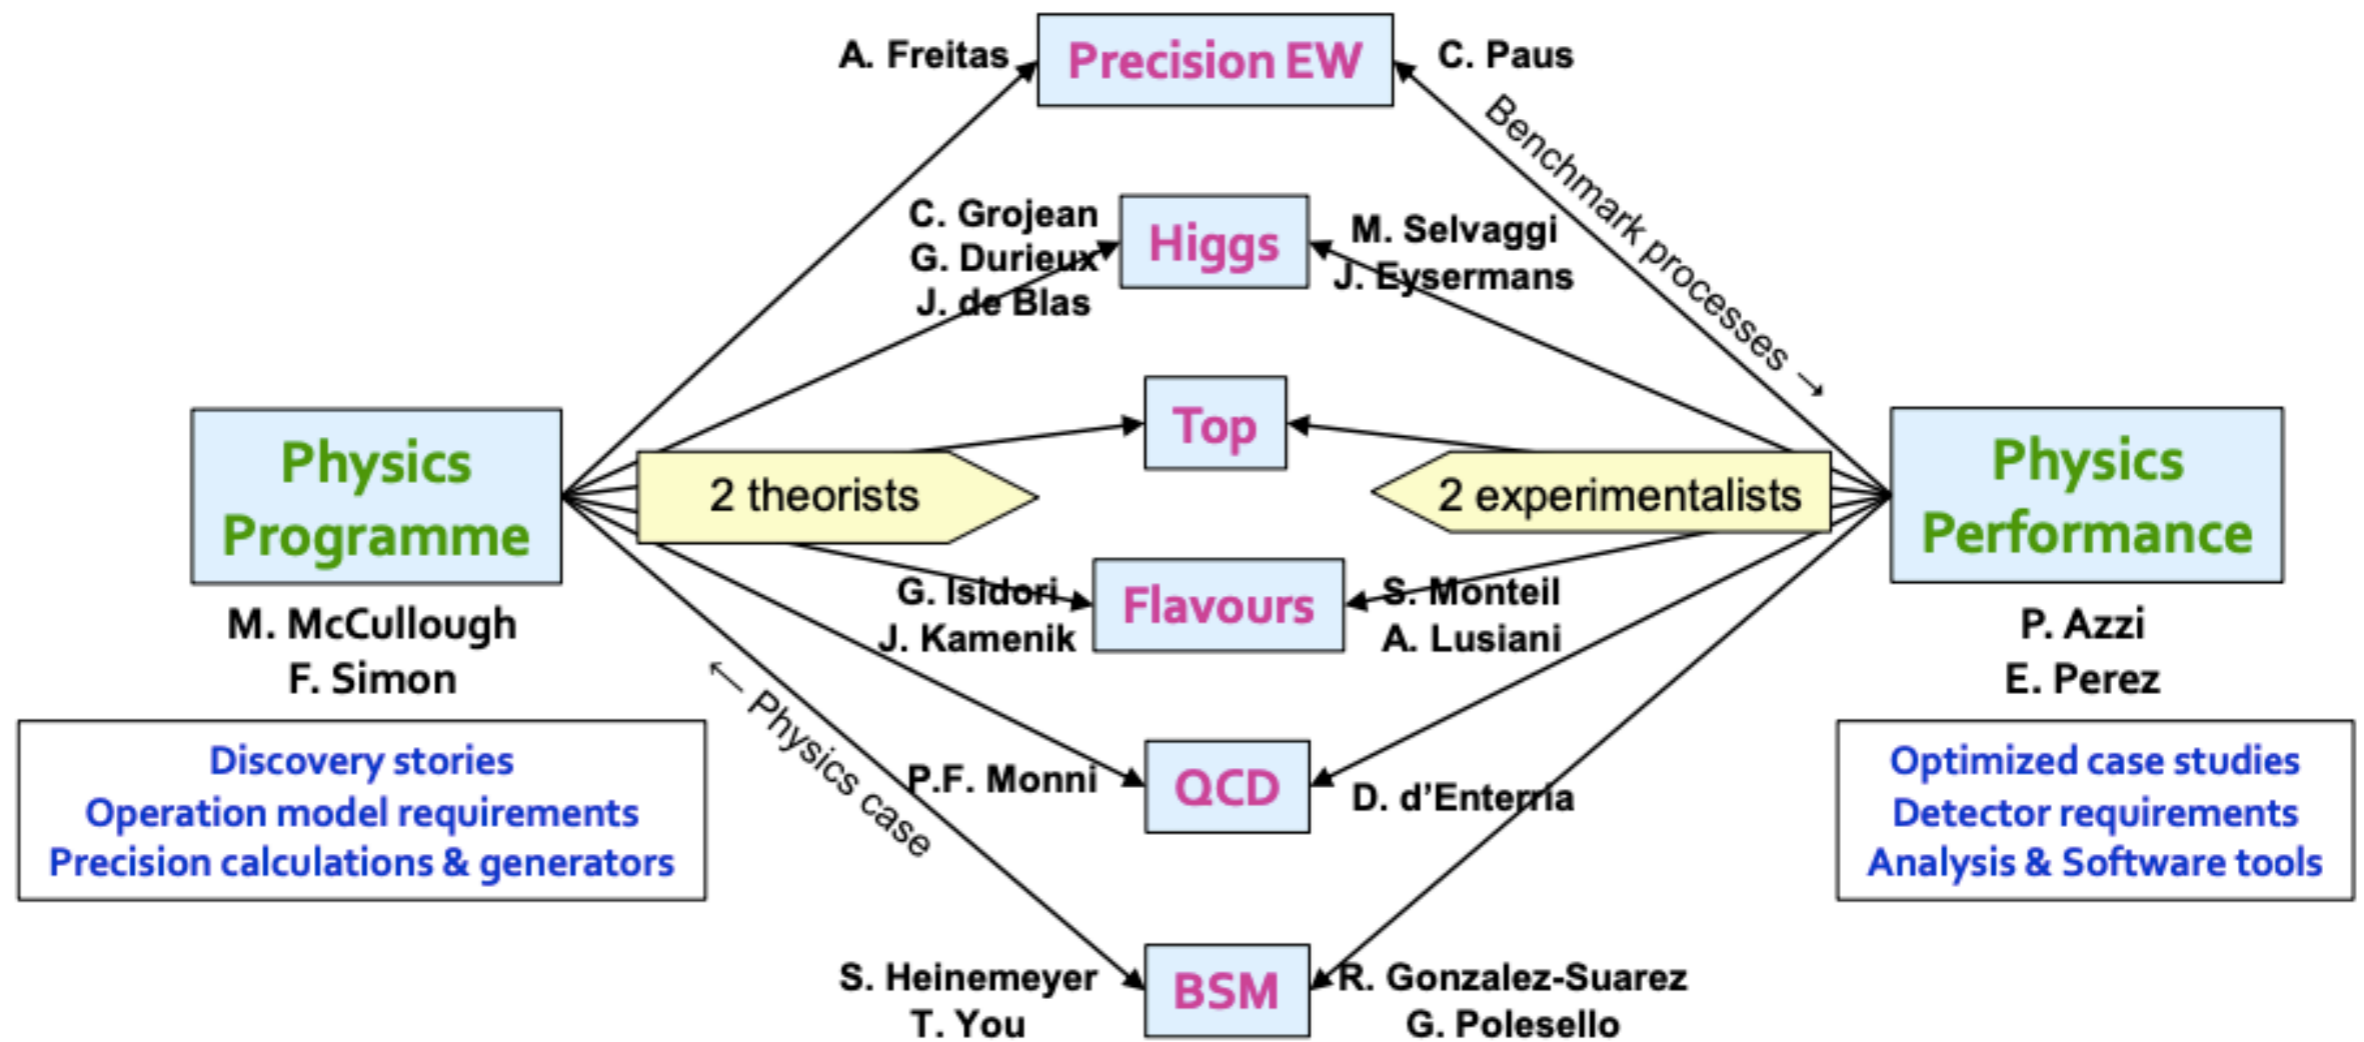 A. Freitas
Precision EW
C. Paus
Benchmark processes →
C. Grojean
G. Durieux
J. de Blas
Higgs
M. Selvaggi
J. Eysermans
Top
Physics
Programme
2 theorists
2 experimentalists
Physics
Performance
M. McCullough
F. Simon
G. Isidori
J. Kamenik
Flavours
S. Monteil
A. Lusiani
P. Azzi
E. Perez
← Physics case
Discovery stories
Operation model requirements
Precision calculations & generators
P.F. Monni
QCD
D. d’Enterria
Optimized case studies
Detector requirements
Analysis & Software tools
S. Heinemeyer
T. You
BSM
R. Gonzalez-Suarez
G. Polesello